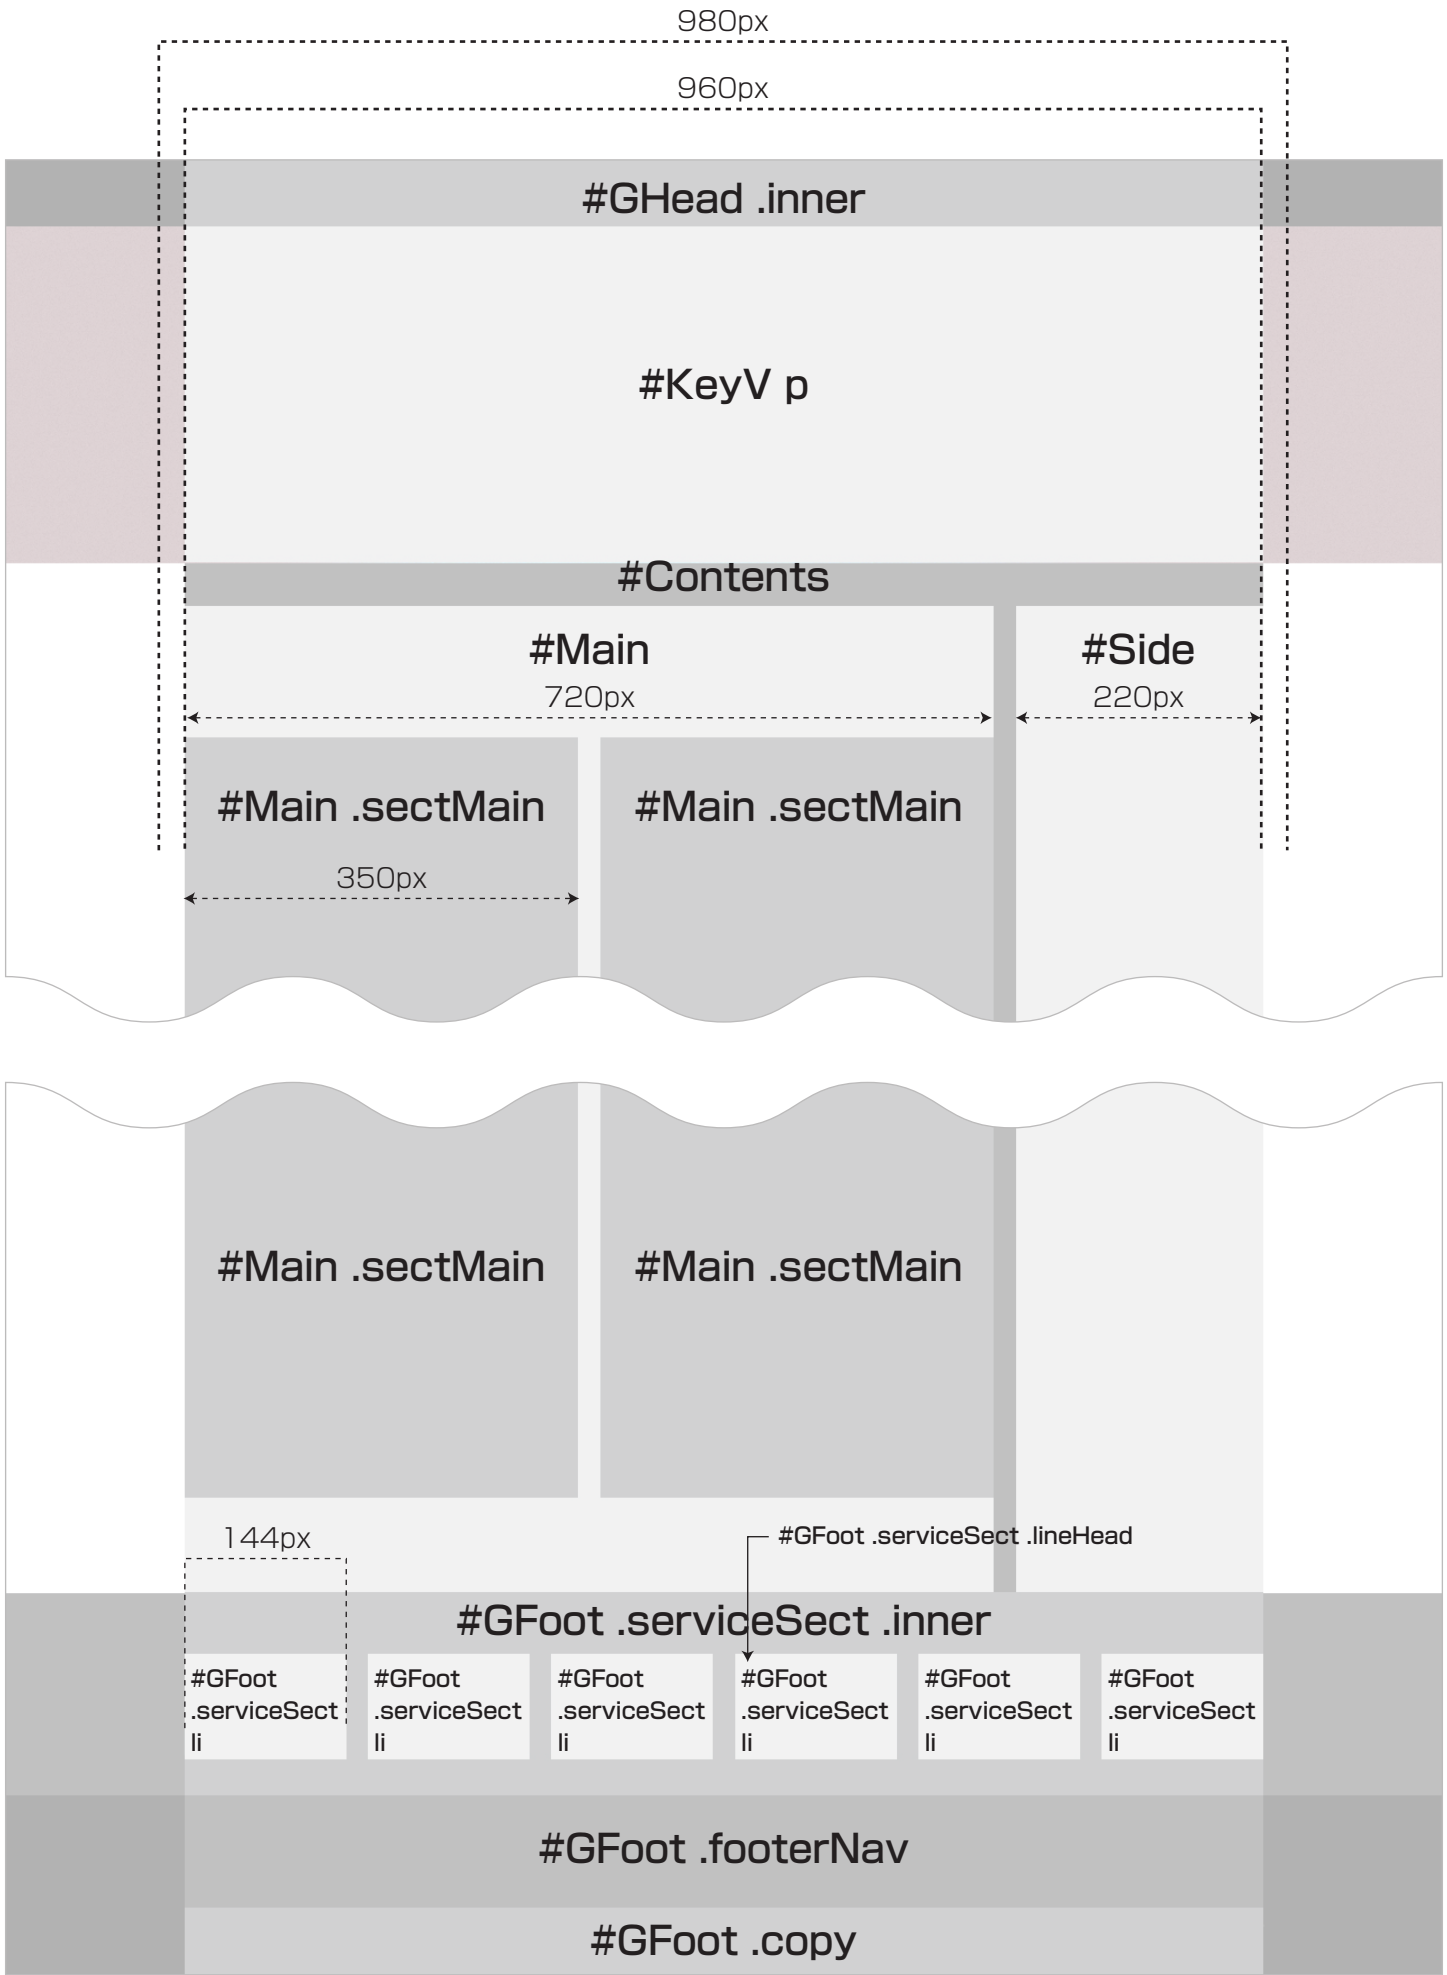 980px
960px
#GHead .inner
#KeyV p
#Contents
#Main
#Side
720px
220px
#Main .sectMain
#Main .sectMain
350px
#Main .sectMain
#Main .sectMain
144px
#GFoot .serviceSect .lineHead
#GFoot .serviceSect .inner
#GFoot
.serviceSect
li
#GFoot
.serviceSect
li
#GFoot
.serviceSect
li
#GFoot
.serviceSect
li
#GFoot
.serviceSect
li
#GFoot
.serviceSect
li
#GFoot .footerNav
#GFoot .copy